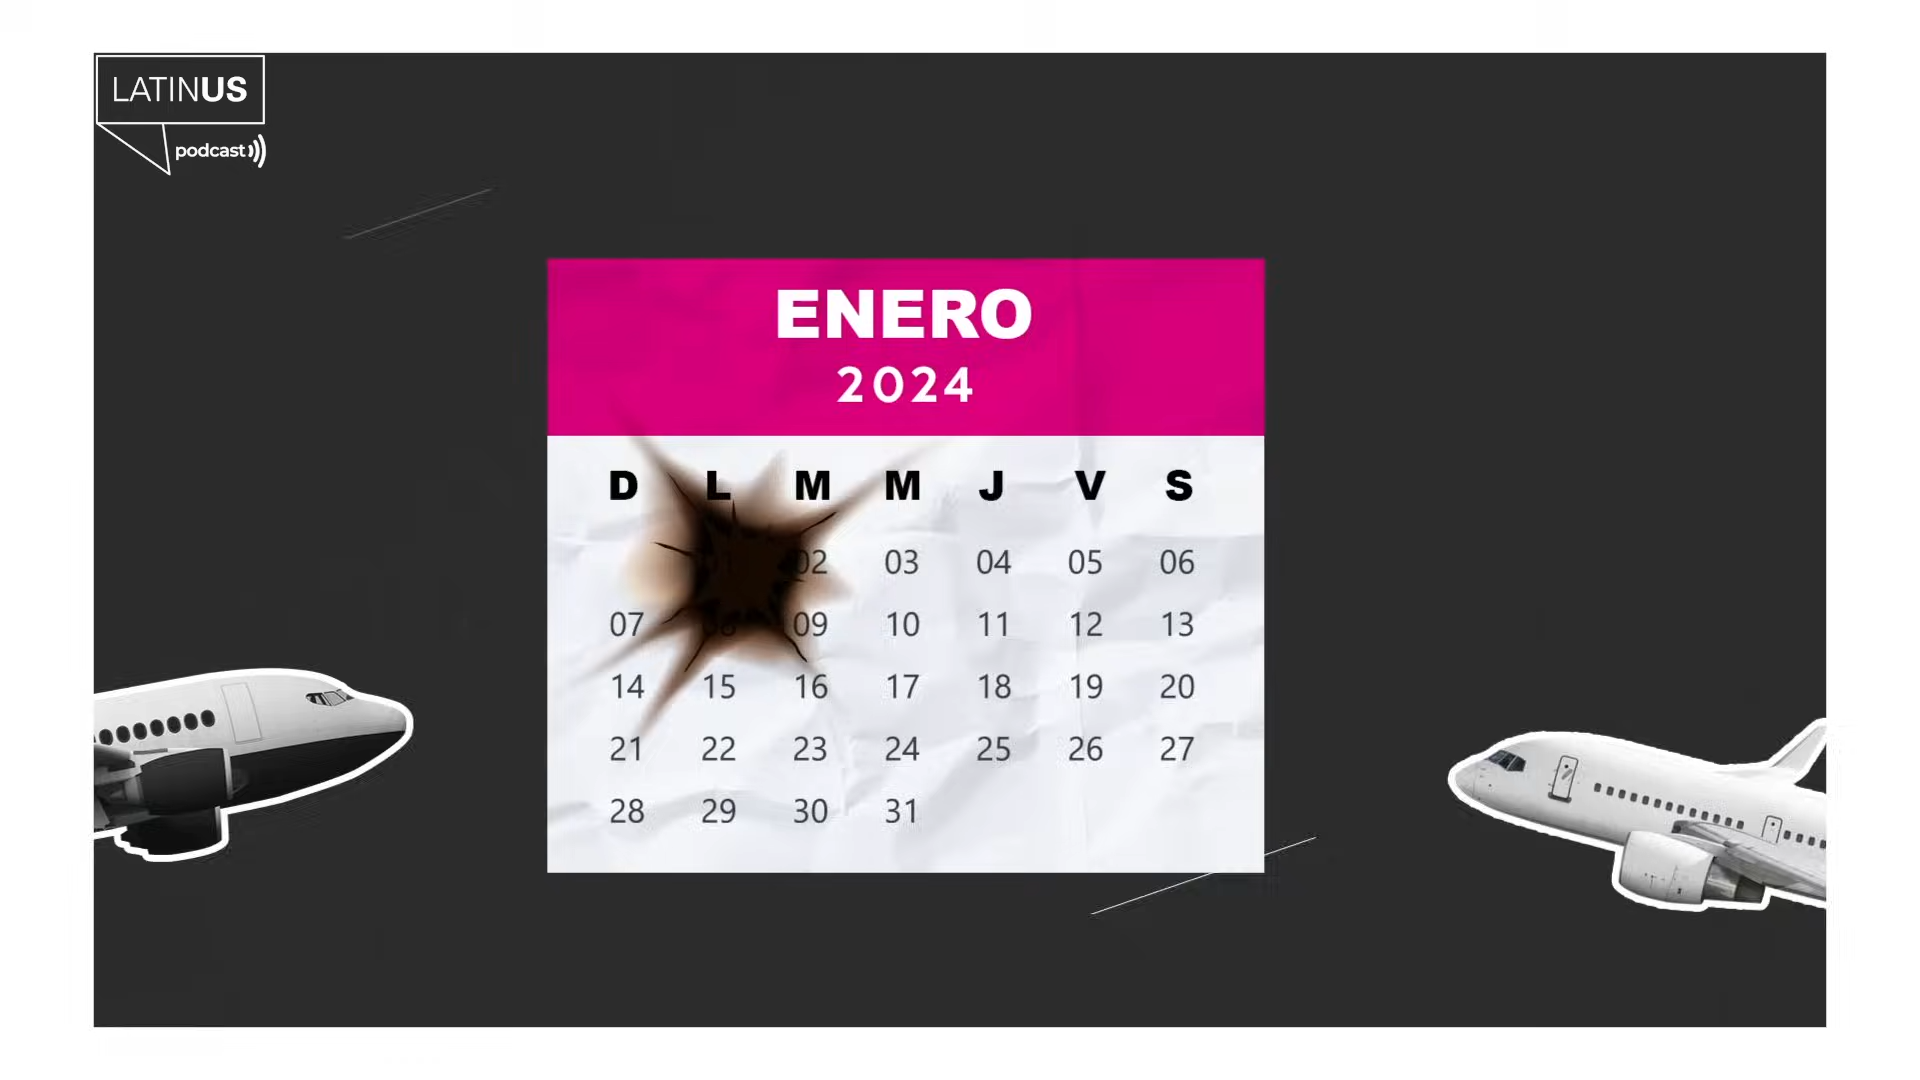 LATINUS
podcast
ENERO
2024
D L M M J V S
02 03 04 05 06
07 08 09 10 11 12 13
14 15 16 17 18 19 20
21 22 23 24 25 26 27
28 29 30 31